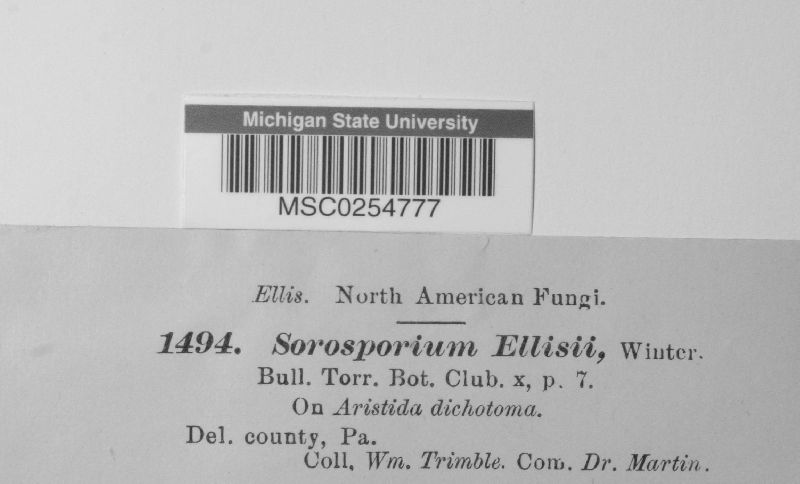 Michigan State University
MSC0254777
Ellis. North American Fungi.
1494. Sorosporium Ellisii, Winter.
Bull. Torr. Bot. Club. x, p. 7.
On Aristida dichotoma.
Del. county, Pa.
Coll. Wm. Trimble. Com. Dr. Martin.